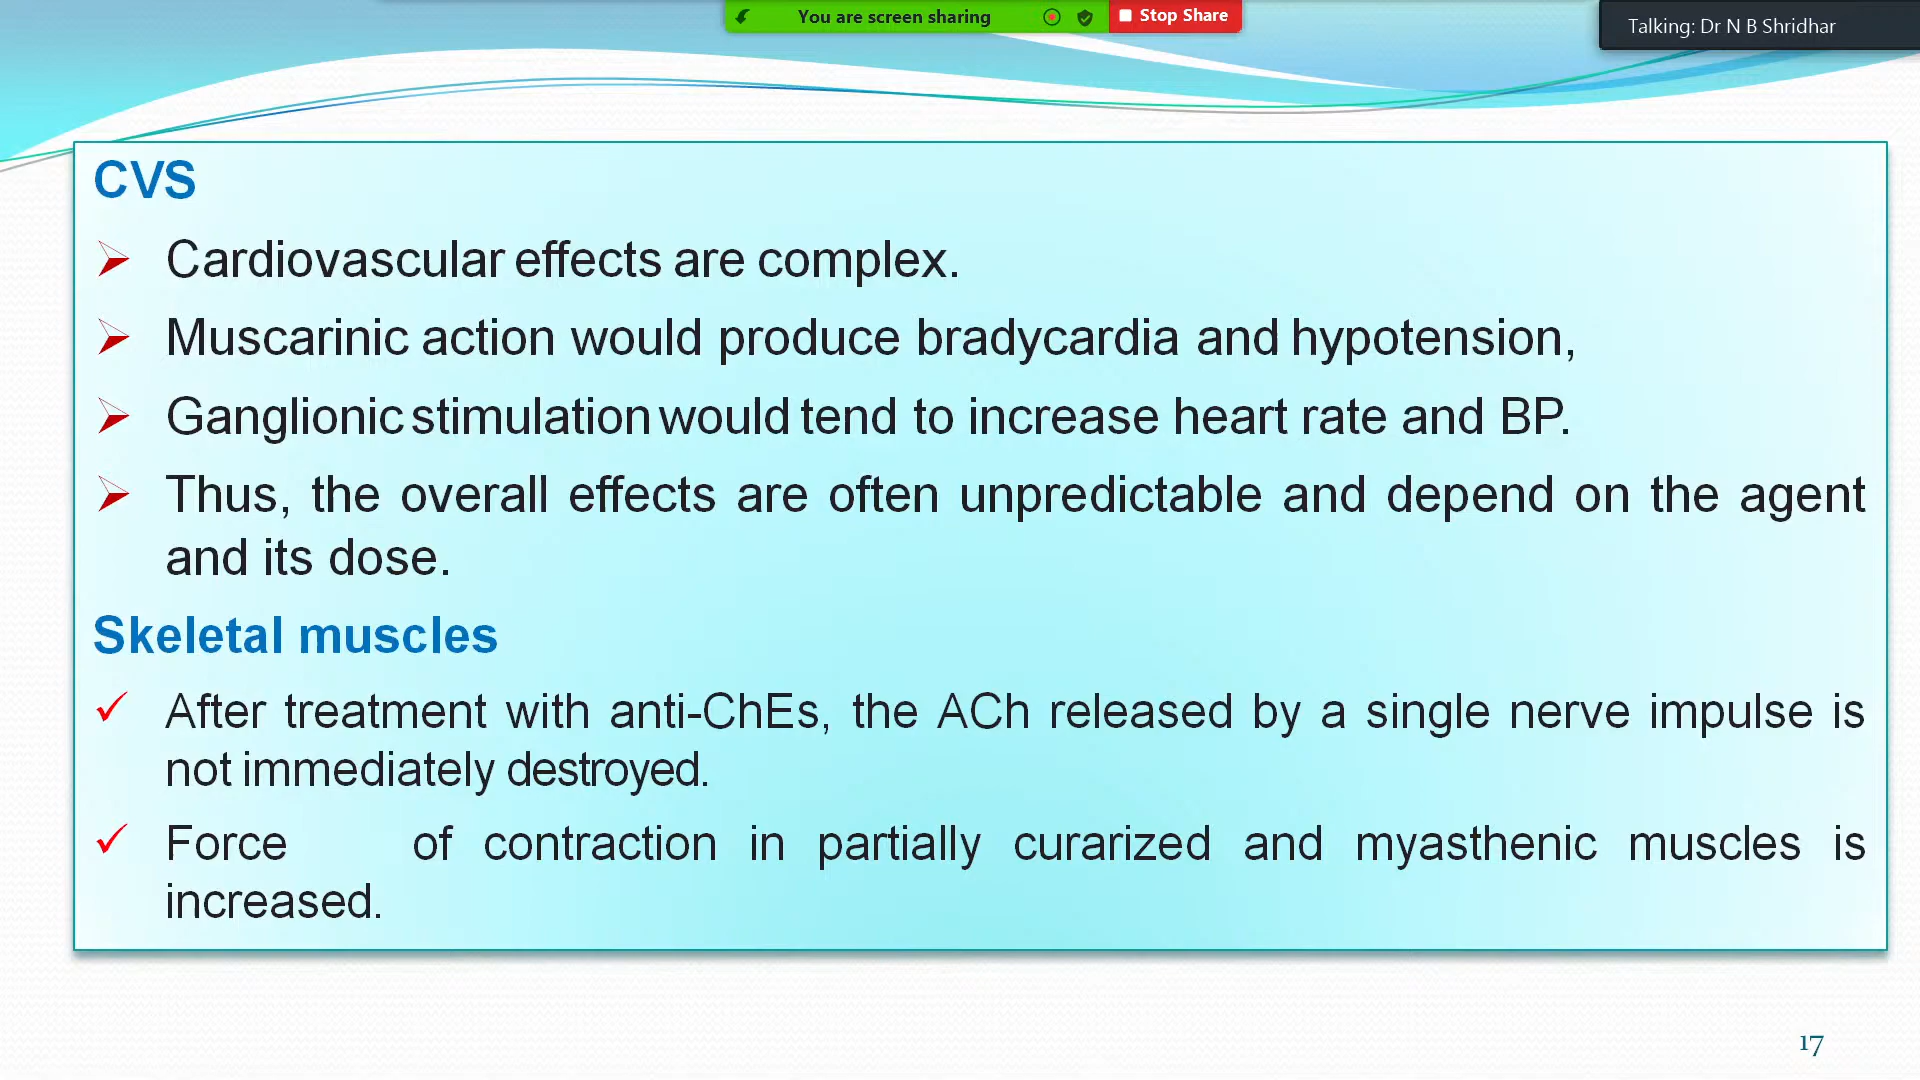 You are screen sharing
Stop Share
Talking: Dr N B Shridhar
CVS
Cardiovascular effects are complex.
Muscarinic action would produce bradycardia and hypotension,
Ganglionic stimulation would tend to increase heart rate and BP.
Thus, the overall effects are often unpredictable and depend on the agent
and its dose.
Skeletal muscles
After treatment with anti-ChEs, the ACh released by a single nerve impulse is
not immediately destroyed.
Force of contraction in partially curarized and myasthenic muscles is
increased.
17